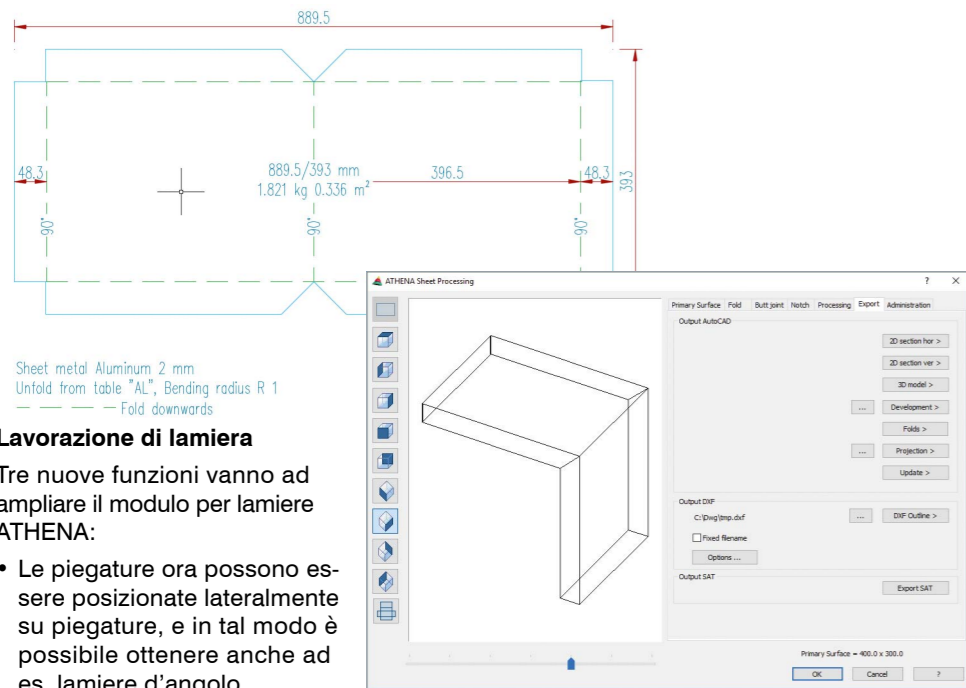 889.5
48.3
889.5/393 mm
1.821 kg 0.336 m²
396.5
48.3
393
90°
90°
90°
Sheet metal Aluminum 2 mm
Unfold from table "AL", Bending radius R 1
Fold downwards
Lavorazione di lamiera
Tre nuove funzioni vanno ad
ampliare il modulo per lamiere
ATHENA:
• Le piegature ora possono es-
sere posizionate lateralmente
su piegature, e in tal modo è
possibile ottenere anche ad
es. lamiere d'angolo
ATHENA Sheet Processing
?
Primary Surface Fold Butt joint Notch Processing Export Administration
Output AutoCAD
2D section hor >
2D section ver >
3D model >
... Development >
Folds >
... Projection >
Update >
Output DXF
C:\Dwg\tmp.dxf ... DXF Outline >
Fixed filename
Options ...
Output SAT
Export SAT
Primary Surface = 400.0 x 300.0
OK Cancel ?